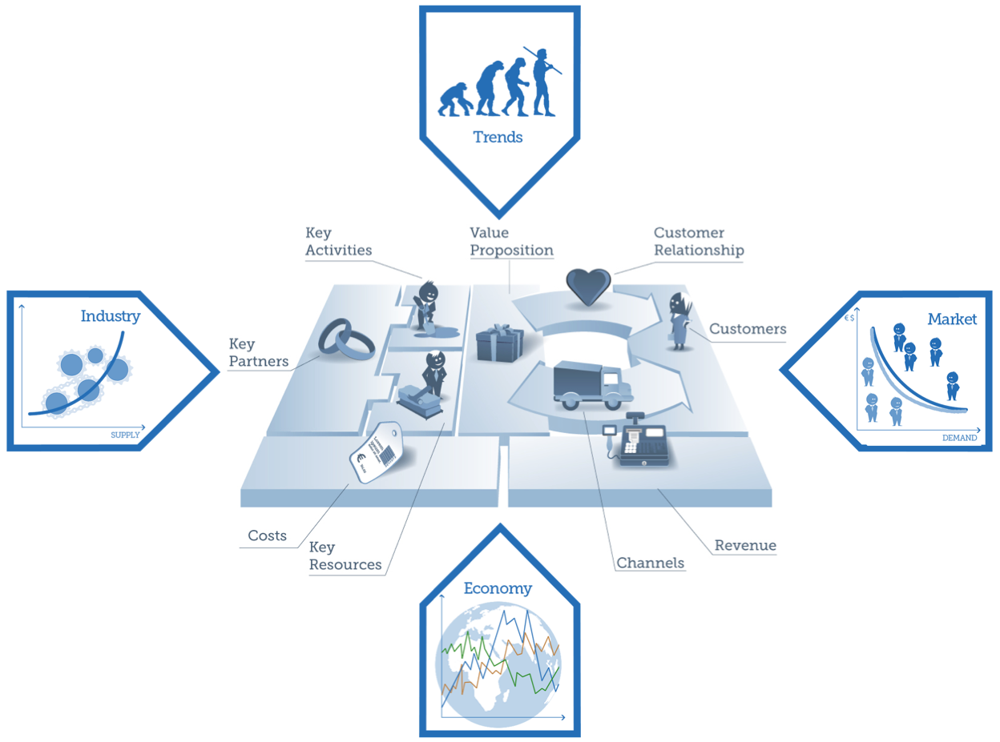 Trends
Key
Activities
Value
Proposition
Customer
Relationship
Industry
SUPPLY
Key
Partners
Customers
€$
Market
DEMAND
€
Costs
Key
Resources
Channels
Revenue
Economy